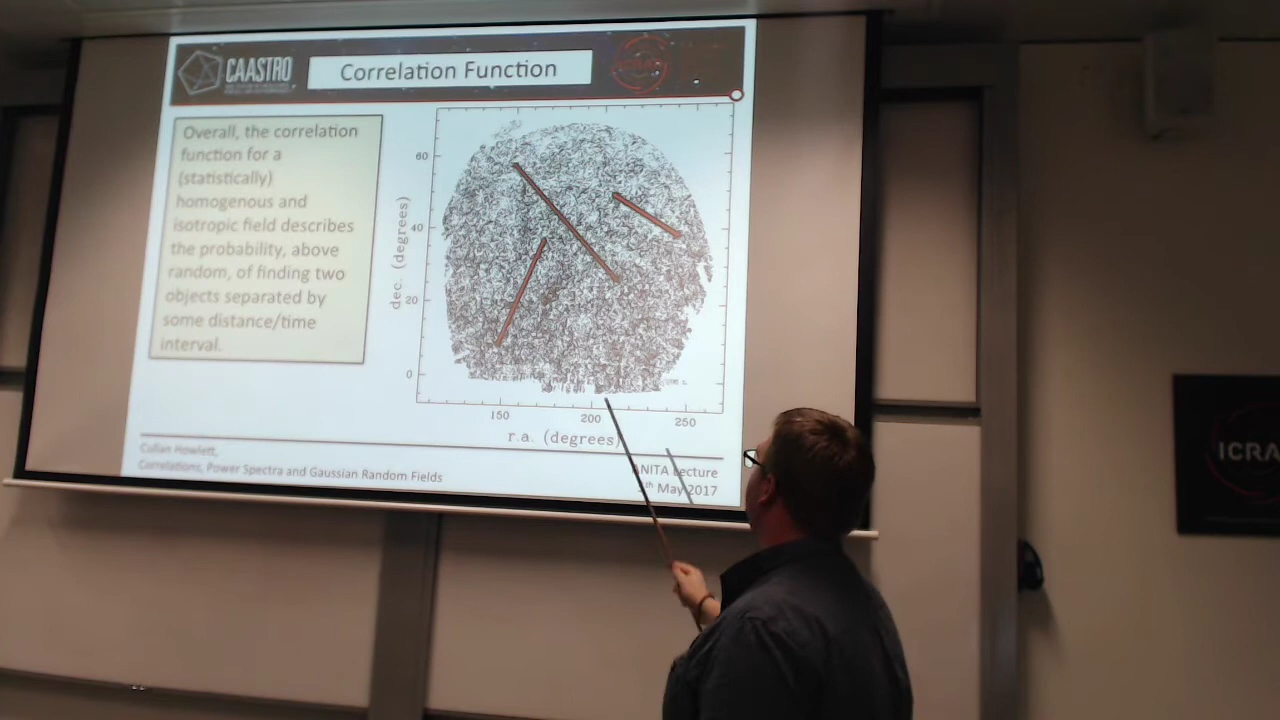 CAASTRO
Correlation Function
Overall, the correlation
function for a
(statistically)
homogenous and
isotropic field describes
the probability, above
random, of finding two
objects separated by
some distance/time
interval.
60
40
20
0
dec. (degrees)
150
200
250
r.a. (degrees)
Cullan Howlett,
Correlations, Power Spectra and Gaussian Random Fields
ANITA Lecture
May 2017
ICRA